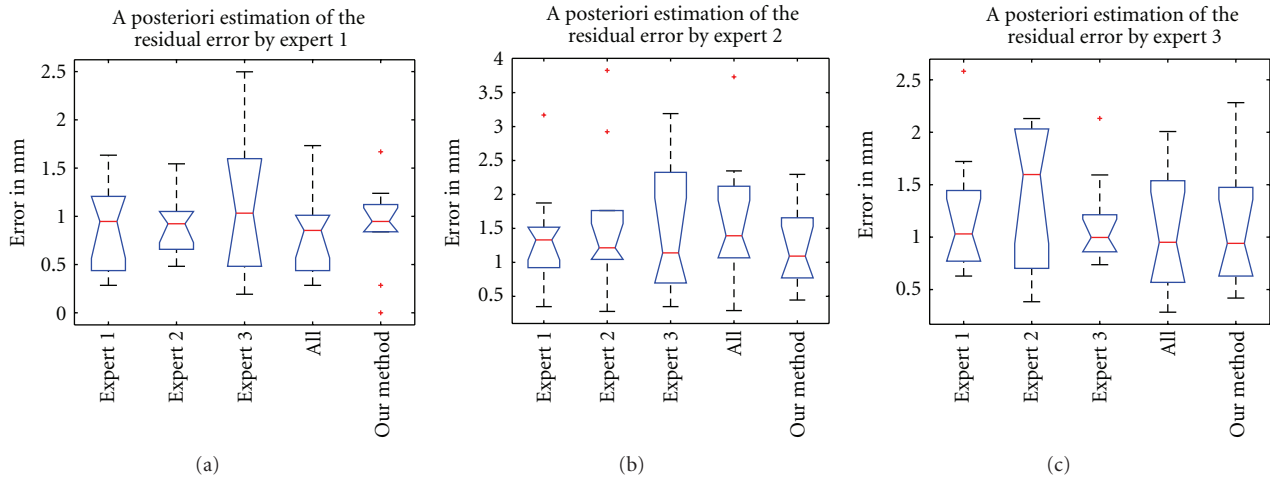 A posteriori estimation of the
residual error by expert 1
2.5
2
1.5
1
0.5
0
Error in mm
Expert 1
Expert 2
Expert 3
All
Our method
(a)
A posteriori estimation of the
residual error by expert 2
4
3.5
3
2.5
2
1.5
1
0.5
Error in mm
Expert 1
Expert 2
Expert 3
All
Our method
(b)
A posteriori estimation of the
residual error by expert 3
2.5
2
1.5
1
0.5
Error in mm
Expert 1
Expert 2
Expert 3
All
Our method
(c)